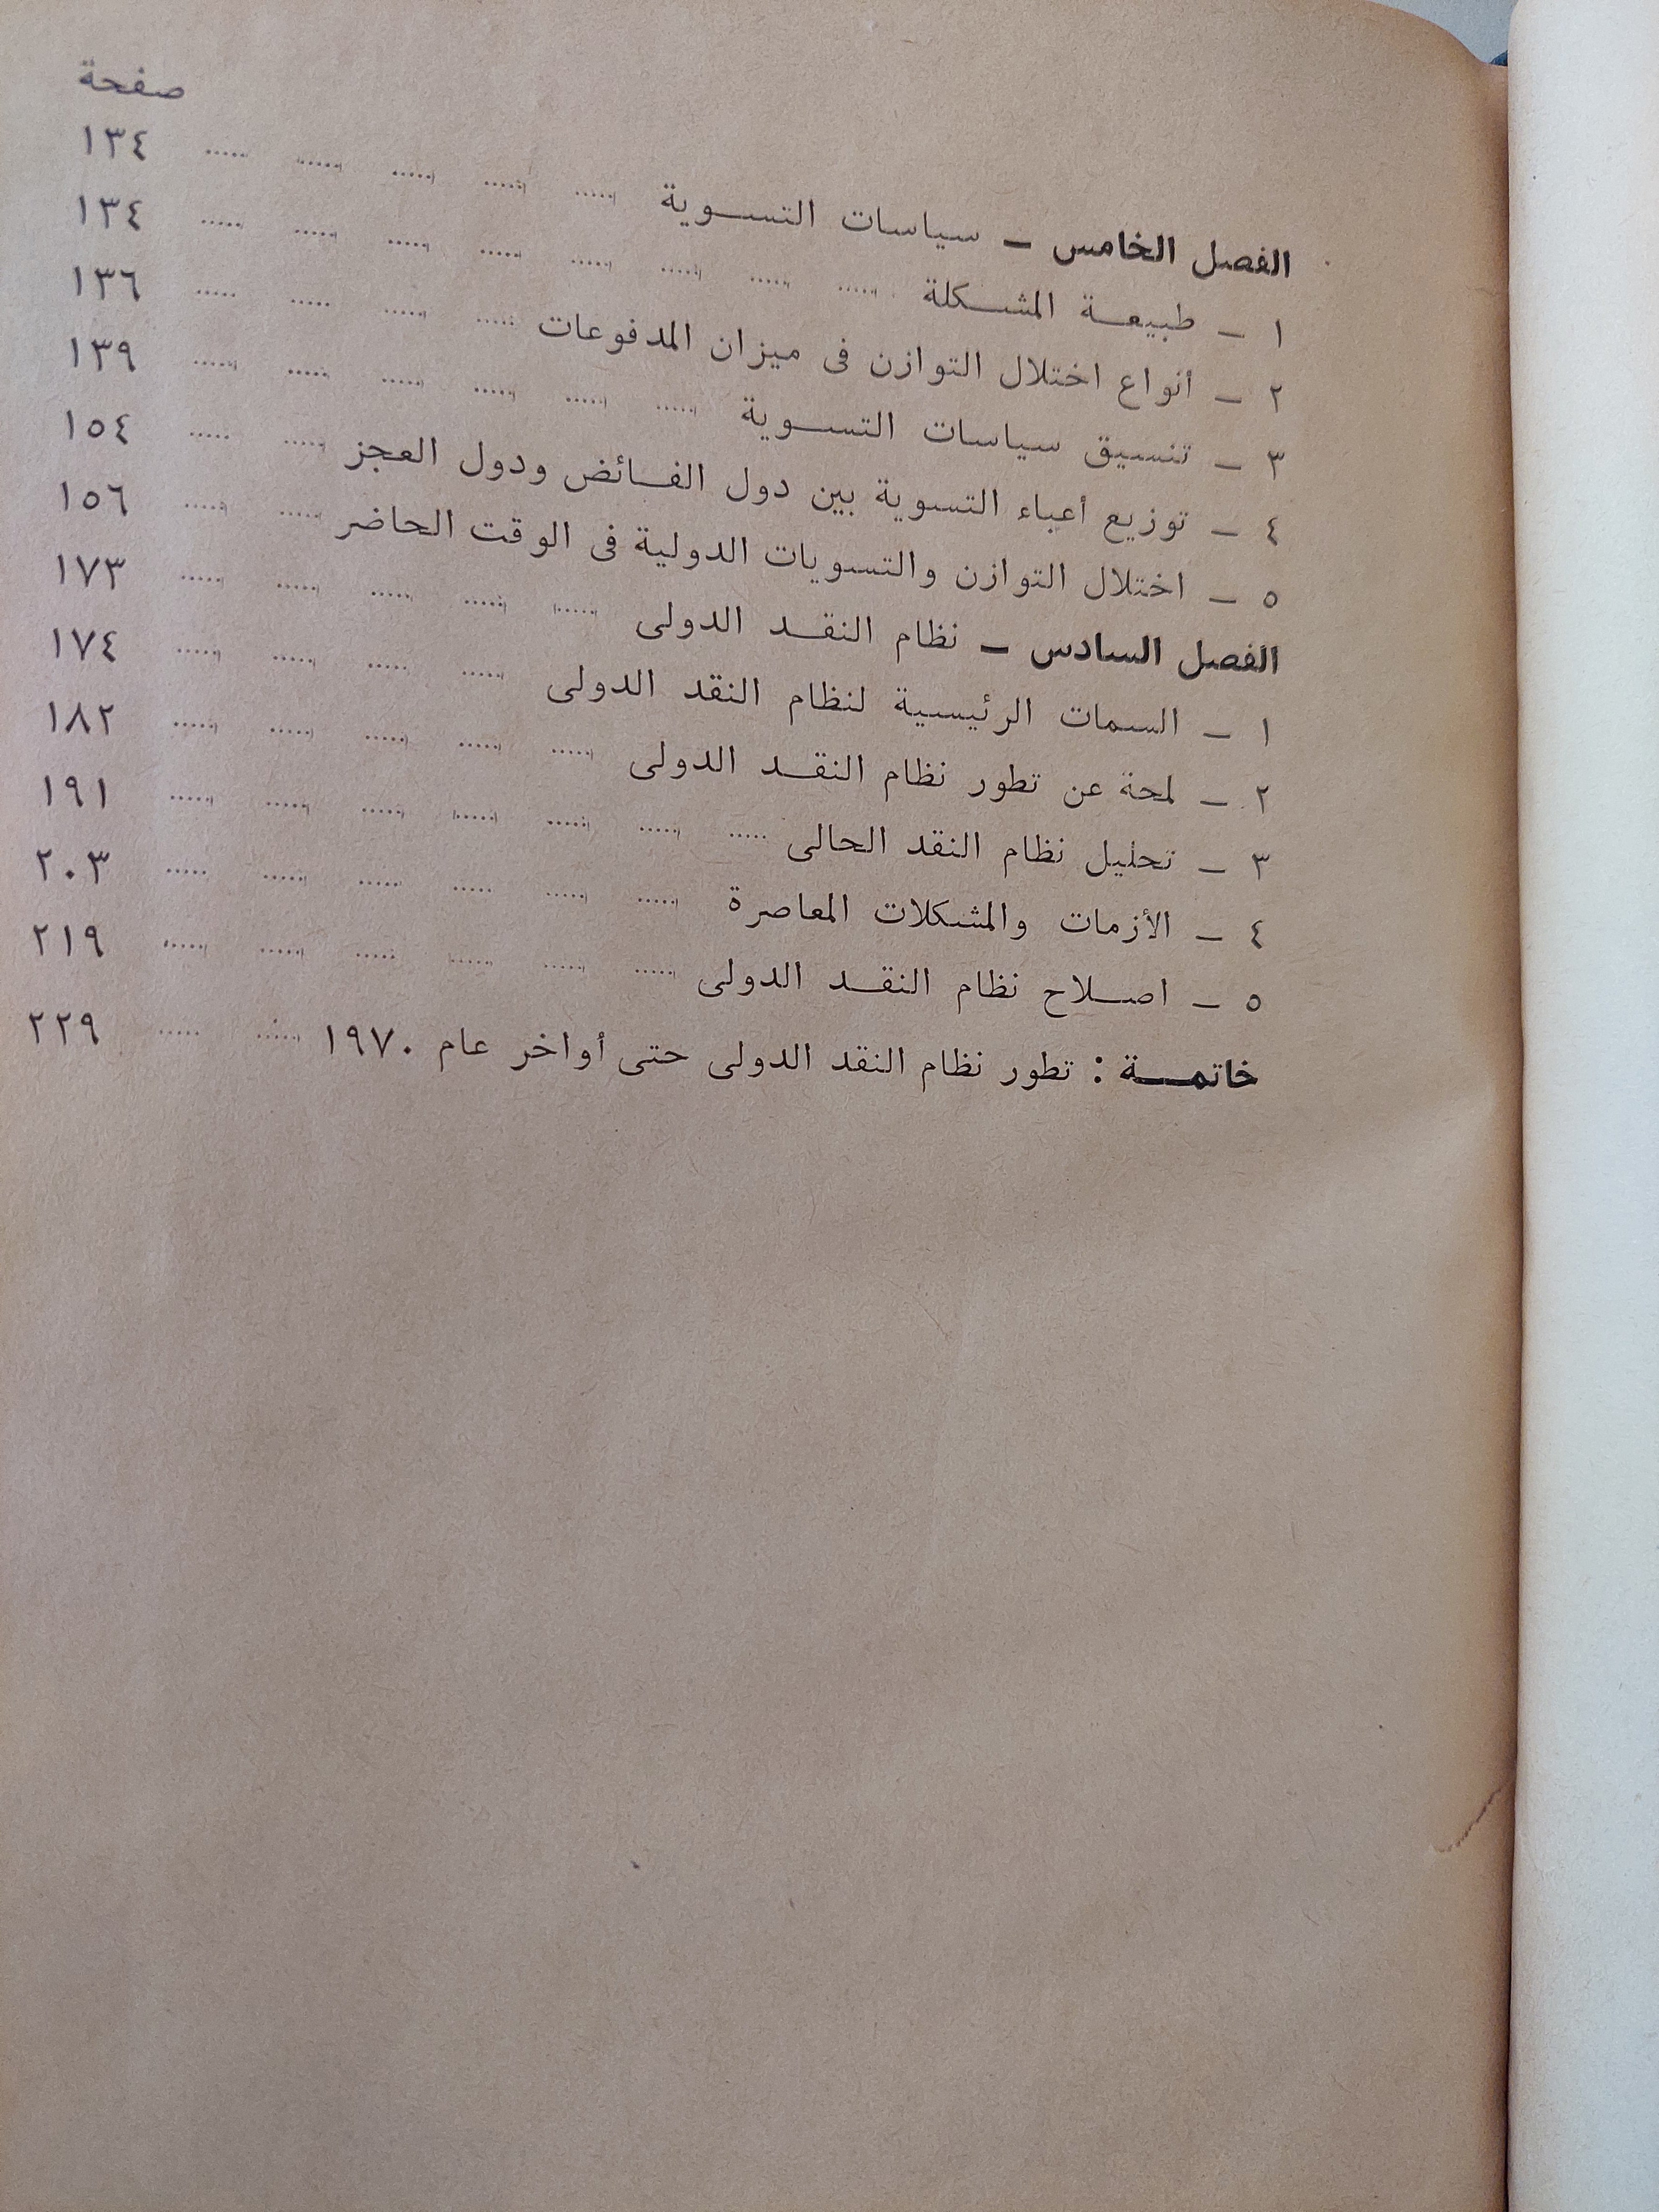 صفحة
الفصل الخامس — سياسات التسوية ..... ..... ..... ..... ..... ١٣٤
١ — طبيعة المشكلة ..... ..... ..... ..... ..... ..... ..... ..... ١٣٤
٢ — أنواع اختلال التوازن فى ميزان المدفوعات ..... ..... ..... ..... ١٣٦
٣ — تنسيق سياسات التسوية ..... ..... ..... ..... ..... ..... ١٣٩
٤ — توزيع أعباء التسوية بين دول الفائض ودول العجز ..... ..... ١٥٤
٥ — اختلال التوازن والتسويات الدولية فى الوقت الحاضر ..... ..... ١٥٦
الفصل السادس — نظام النقد الدولى ..... ..... ..... ..... ..... ١٧٣
١ — السمات الرئيسية لنظام النقد الدولى ..... ..... ..... ..... ١٧٤
٢ — لمحة عن تطور نظام النقد الدولى ..... ..... ..... ..... ..... ١٨٢
٣ — تحليل نظام النقد الحالى ..... ..... ..... ..... ..... ..... ..... ١٩١
٤ — الأزمات والمشكلات المعاصرة ..... ..... ..... ..... ..... ..... ٢٠٣
٥ — اصلاح نظام النقد الدولى ..... ..... ..... ..... ..... ..... ٢١٩
خاتمة : تطور نظام النقد الدولى حتى أواخر عام ١٩٧٠ ..... ..... ٢٢٩